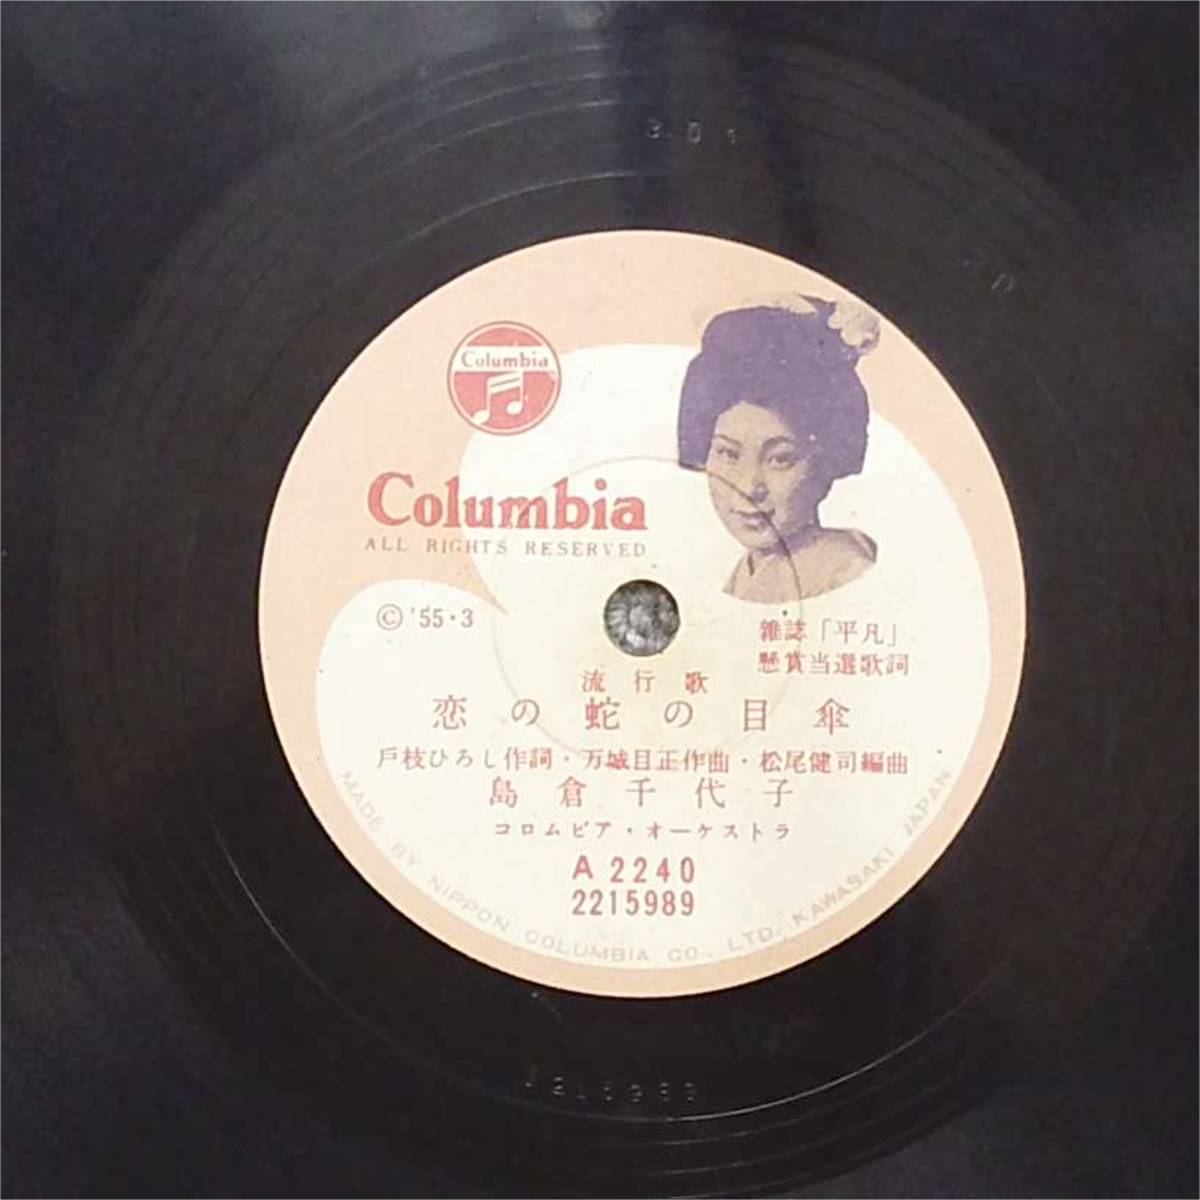 301
Columbia
Columbia
ALL RIGHTS RESERVED
© '55・3
雑誌「平凡」
懸賞当選歌詞
流行歌
恋の蛇の目傘
戸枝ひろし作詞・万城目正作曲・松尾健司編曲
島倉千代子
コロムビア・オーケストラ
A 2240
2215989
MADE BY NIPPON COLUMBIA CO., LTD. KAWASAKI JAPAN